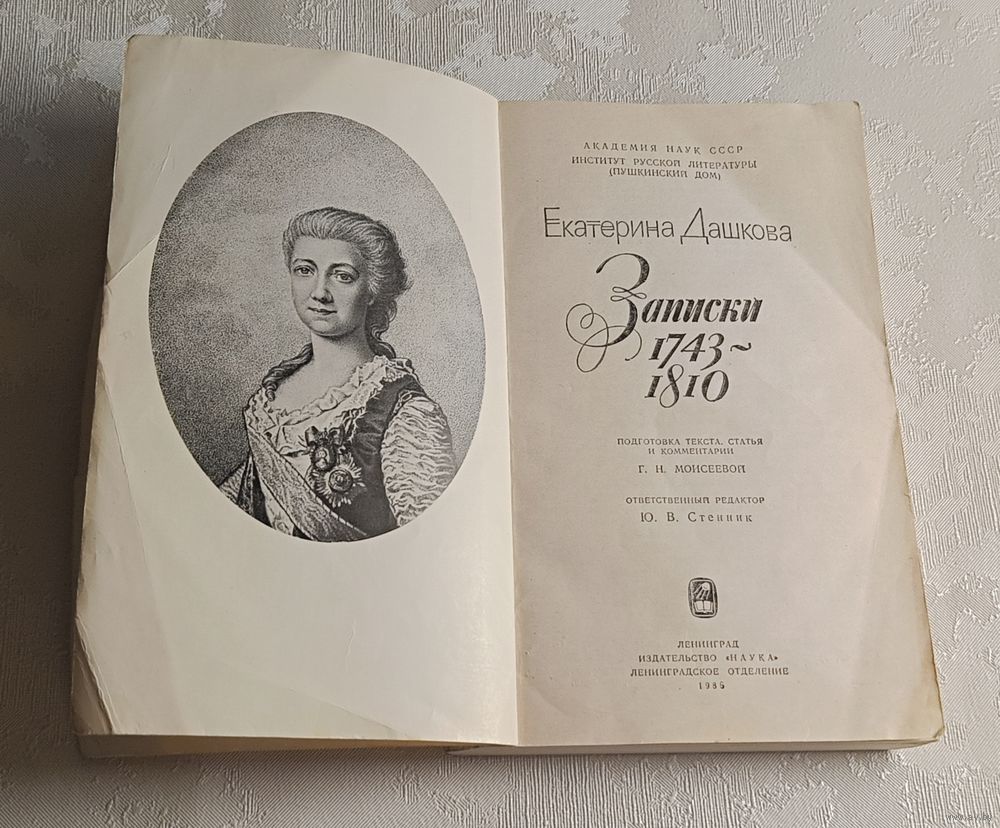 АКАДЕМИЯ НАУК СССР
ИНСТИТУТ РУССКОЙ ЛИТЕРАТУРЫ
(ПУШКИНСКИЙ ДОМ)
Екатерина Дашкова
Записки
1743~
1810
ПОДГОТОВКА ТЕКСТА, СТАТЬЯ
И КОММЕНТАРИИ
Г. Н. МОИСЕЕВОЙ
ОТВЕТСТВЕННЫЙ РЕДАКТОР
Ю. В. Стенник
ЛЕНИНГРАД
ИЗДАТЕЛЬСТВО «НАУКА»
ЛЕНИНГРАДСКОЕ ОТДЕЛЕНИЕ
1985